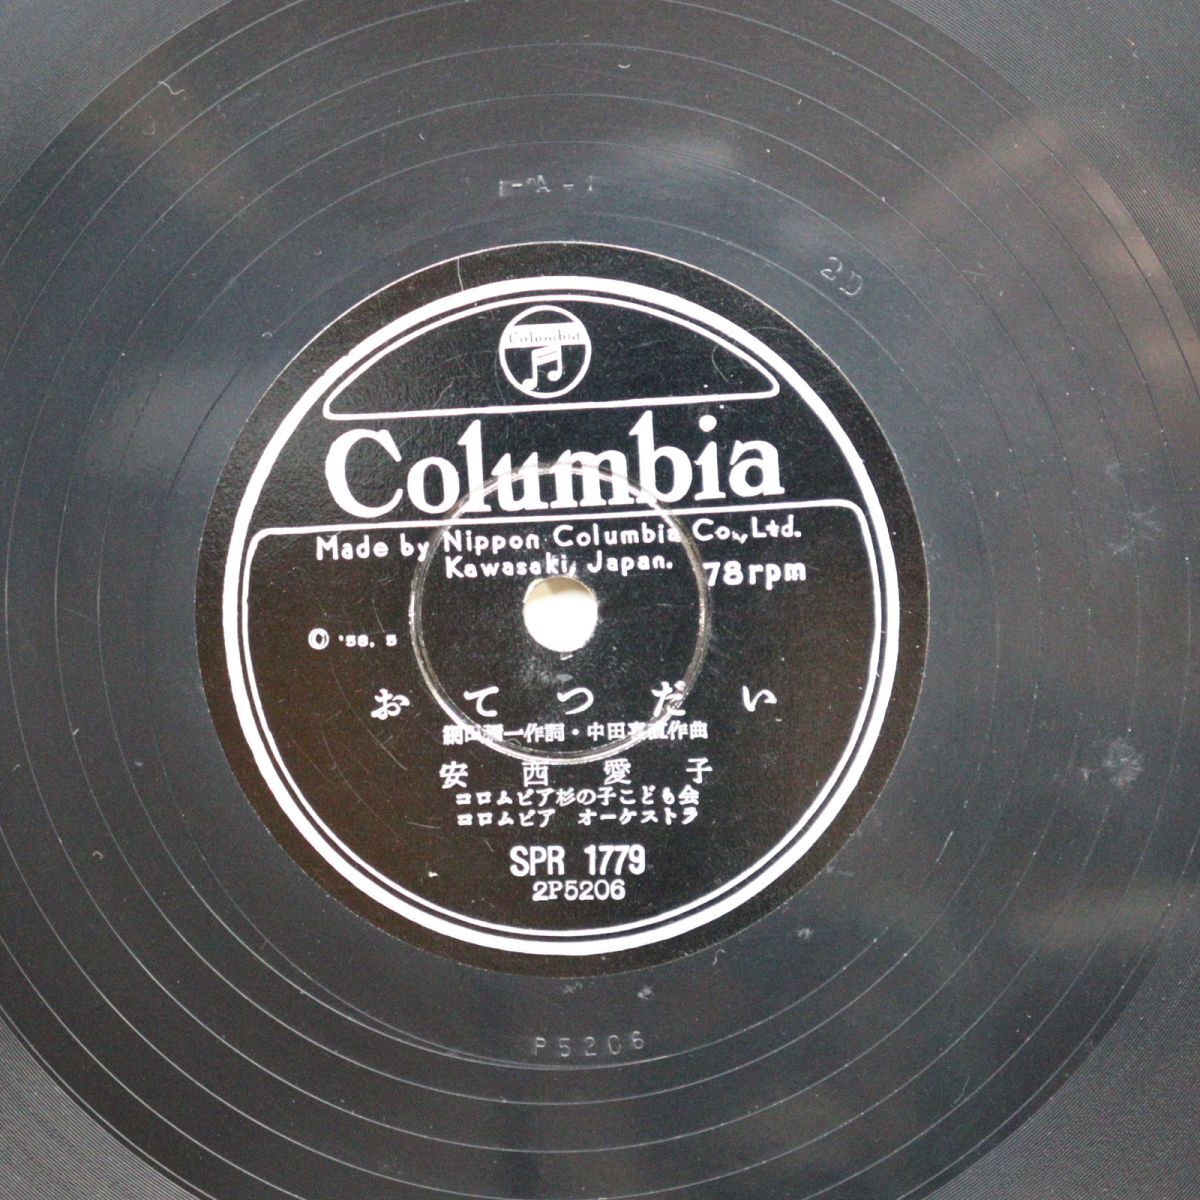 1-A-1
2D
Columbia
Columbia
Made by Nippon Columbia Co., Ltd.
Kawasaki, Japan.
78rpm
© '58. 5
おてつだい
作詞・中田喜直作曲
安西愛子
コロムビア杉の子こども会
コロムビア オーケストラ
SPR 1779
2P5206
P5206